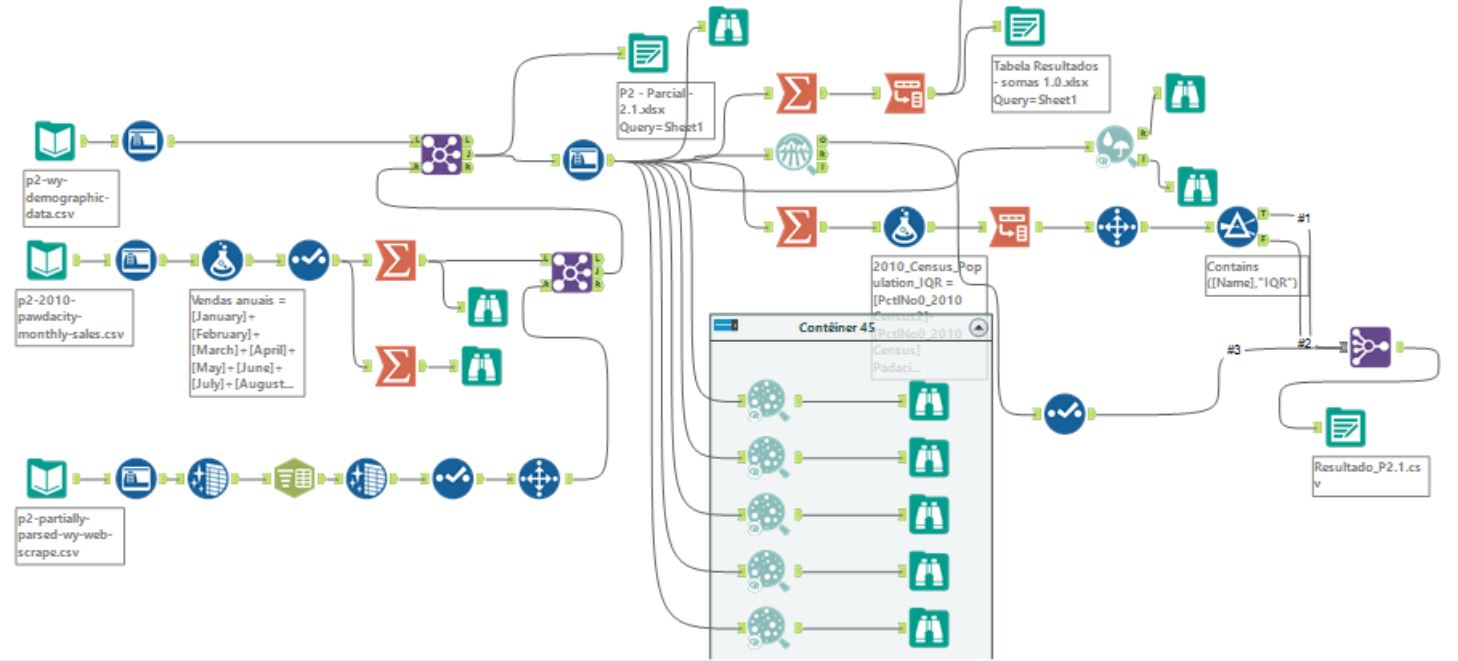 P2 - Parcial -
2.1.xlsx
Query=Sheet1
Tabela Resultados
- somas 1.0.xlsx
Query=Sheet1
p2-wy-
demographic-
data.csv
p2-2010-
pawdacity-
monthly-sales.csv
Vendas anuais =
[January]+
[February]+
[March]+[April]+
[May]+[June]+
[July]+[August...
2010_Census_Pop
ulation_IQR =
[PctlNo0_2010
Census2]-
[PctlNo0_2010
Census]
Padaci...
Contains
([Name],"IQR")
#1
#2
#3
Contêiner 45
p2-partially-
parsed-wy-web-
scrape.csv
Resultado_P2.1.cs
v
L
J
R
L
R
L
J
R
L
R
O
R
I
R
I
T
F